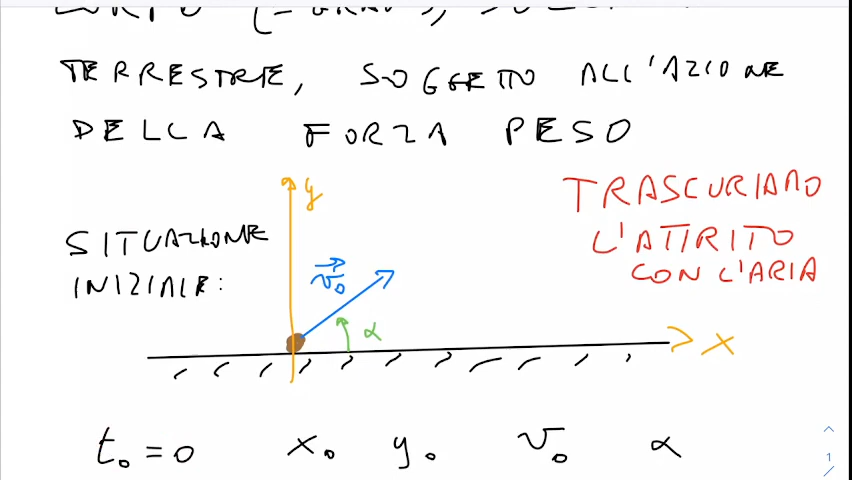 TERRESTRE, SOGGETTO ALL'AZIONE
DELLA FORZA PESO
TRASCURIAMO
L'ATTRITO
CON L'ARIA
SITUAZIONE
INIZIALE:
y
v₀
α
x
t₀ = 0 x₀ y₀ v₀ α
1